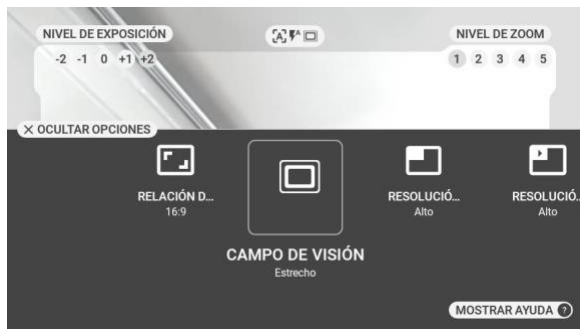 NIVEL DE EXPOSICIÓN
A
A
NIVEL DE ZOOM
-2 -1 0 +1 +2
1 2 3 4 5
X OCULTAR OPCIONES
RELACIÓN D...
16:9
RESOLUCIÓ...
Alto
RESOLUCIÓ...
Alto
CAMPO DE VISIÓN
Estrecho
MOSTRAR AYUDA ?